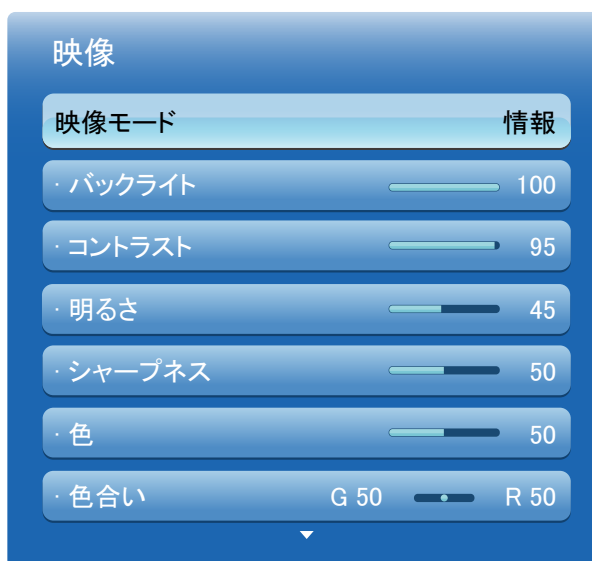 映像
映像モード 情報
· バックライト 100
· コントラスト 95
· 明るさ 45
· シャープネス 50
· 色 50
· 色合い G 50 R 50